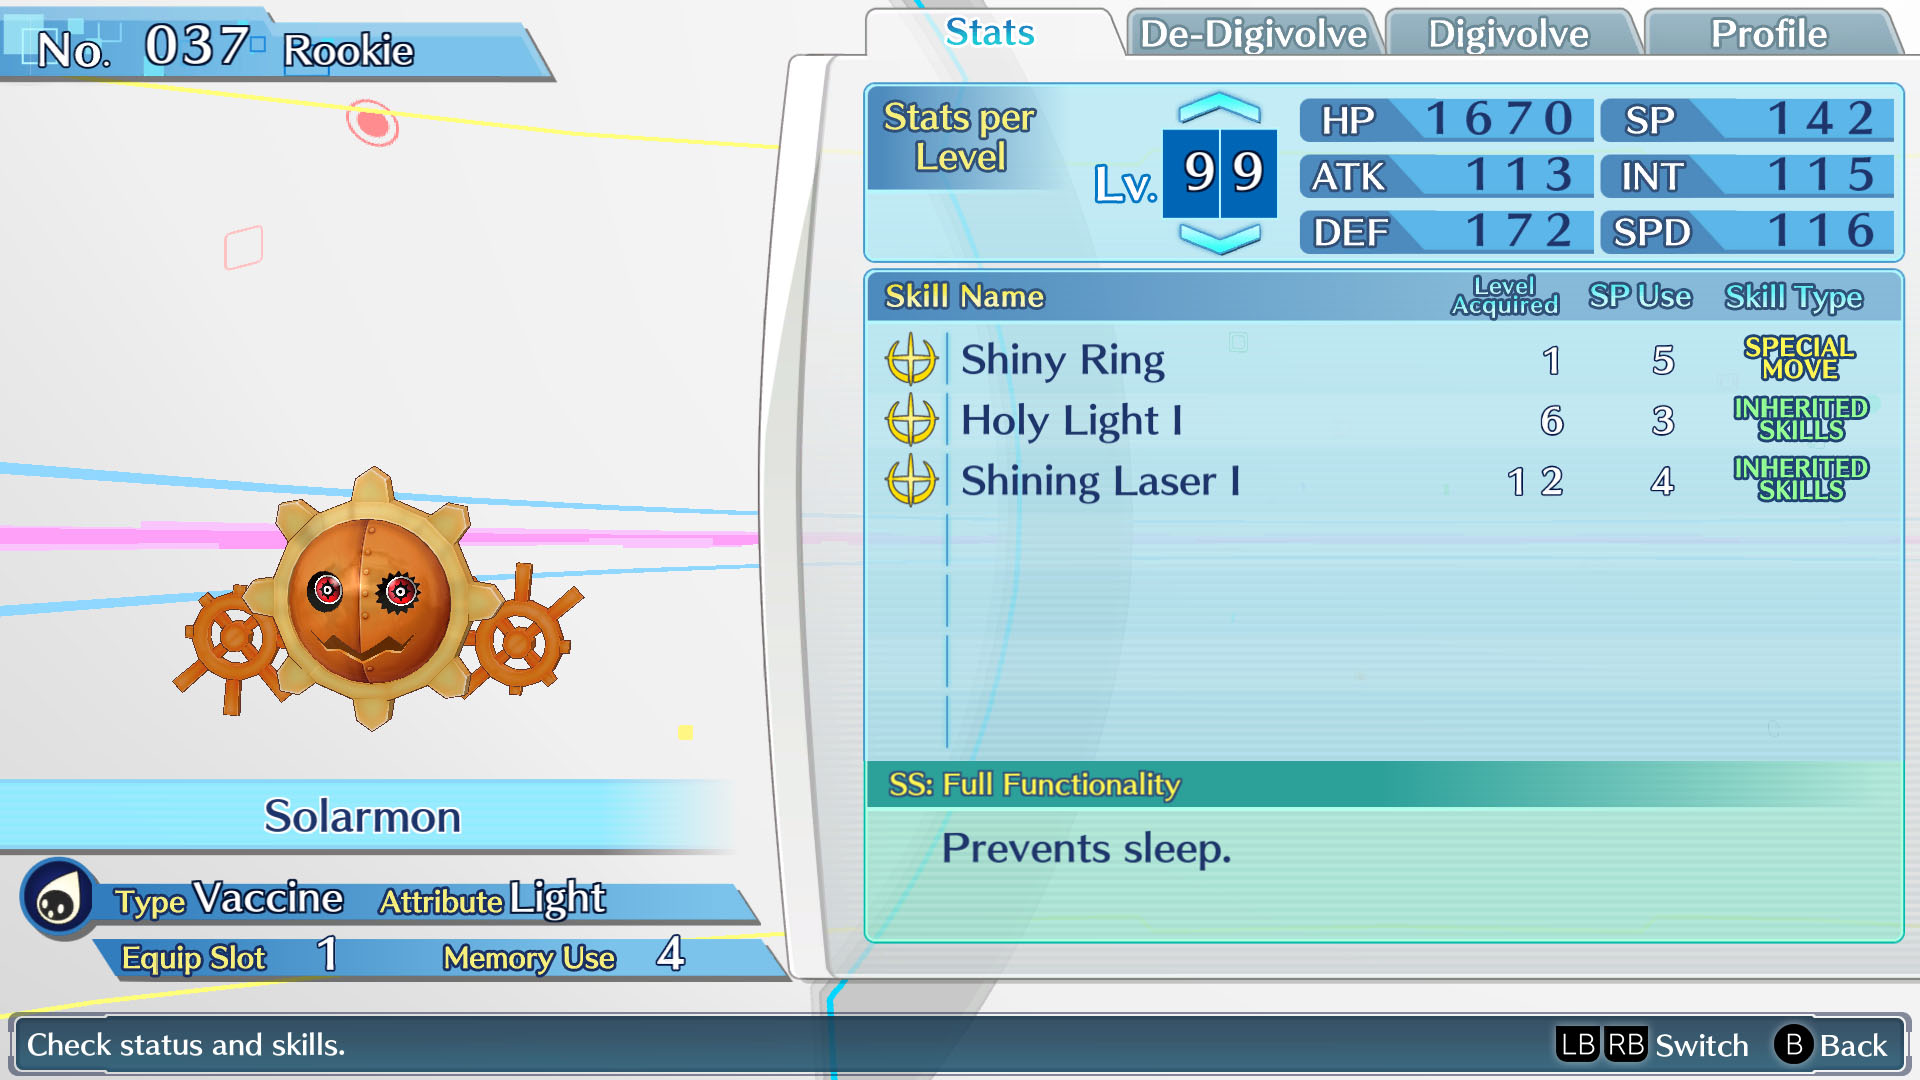 No. 037 Rookie
Stats
De-Digivolve
Digivolve
Profile
Stats per
Level
Lv. 99
HP 1670
SP 142
ATK 113
INT 115
DEF 172
SPD 116
Skill Name
Level
Acquired
SP Use
Skill Type
Shiny Ring 1 5 SPECIAL
MOVE
Holy Light I 6 3 INHERITED
SKILLS
Shining Laser I 12 4 INHERITED
SKILLS
SS: Full Functionality
Prevents sleep.
Solarmon
Type Vaccine Attribute Light
Equip Slot 1 Memory Use 4
Check status and skills.
LB RB Switch B Back